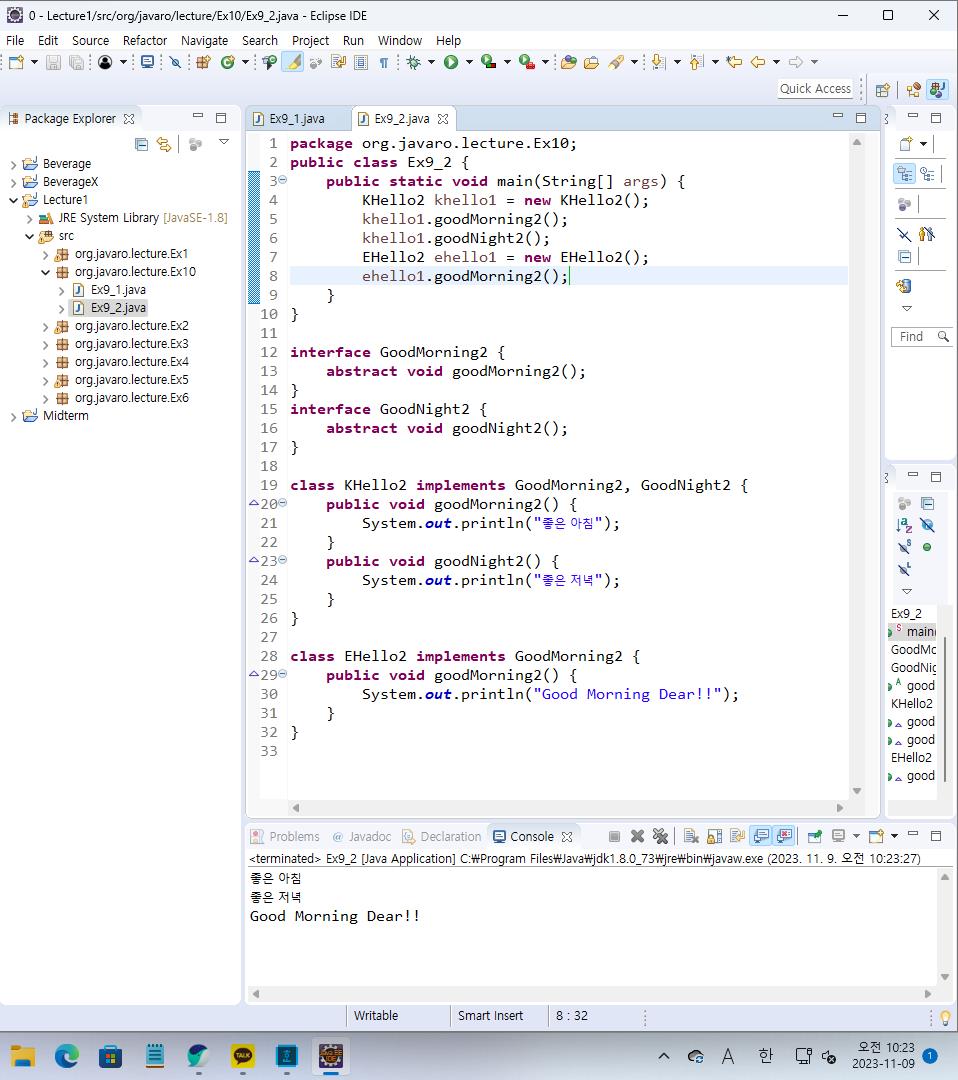 0 - Lecture1/src/org/javaro/lecture/Ex10/Ex9_2.java - Eclipse IDE
File Edit Source Refactor Navigate Search Project Run Window Help
Quick Access
Package Explorer
Beverage
BeverageX
Lecture1
JRE System Library [JavaSE-1.8]
src
org.javaro.lecture.Ex1
org.javaro.lecture.Ex10
Ex9_1.java
Ex9_2.java
org.javaro.lecture.Ex2
org.javaro.lecture.Ex3
org.javaro.lecture.Ex4
org.javaro.lecture.Ex5
org.javaro.lecture.Ex6
Midterm
Ex9_1.java Ex9_2.java
1 package org.javaro.lecture.Ex10;
2 public class Ex9_2 {
3 public static void main(String[] args) {
4 KHello2 khello1 = new KHello2();
5 khello1.goodMorning2();
6 khello1.goodNight2();
7 EHello2 ehello1 = new EHello2();
8 ehello1.goodMorning2();
9 }
10 }
11
12 interface GoodMorning2 {
13 abstract void goodMorning2();
14 }
15 interface GoodNight2 {
16 abstract void goodNight2();
17 }
18
19 class KHello2 implements GoodMorning2, GoodNight2 {
20 public void goodMorning2() {
21 System.out.println("좋은 아침");
22 }
23 public void goodNight2() {
24 System.out.println("좋은 저녁");
25 }
26 }
27
28 class EHello2 implements GoodMorning2 {
29 public void goodMorning2() {
30 System.out.println("Good Morning Dear!!");
31 }
32 }
33
Find
Ex9_2
main(
GoodMo
GoodNig
good
KHello2
good
good
EHello2
good
Problems Javadoc Declaration Console
<terminated> Ex9_2 [Java Application] C:₩Program Files₩Java₩jdk1.8.0_73₩jre₩bin₩javaw.exe (2023. 11. 9. 오전 10:23:27)
좋은 아침
좋은 저녁
Good Morning Dear!!
Writable Smart Insert 8 : 32
TALK
A 한 오전 10:23
2023-11-09 1